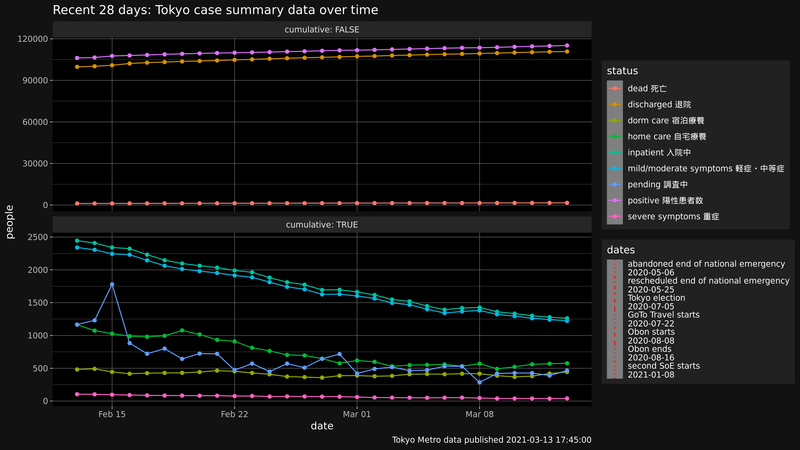 Recent 28 days: Tokyo case summary data over time
cumulative: FALSE
120000
90000
60000
30000
0
cumulative: TRUE
2500
2000
1500
1000
500
0
people
Feb 15
Feb 22
Mar 01
Mar 08
date
Tokyo Metro data published 2021-03-13 17:45:00
status
dead 死亡
discharged 退院
dorm care 宿泊療養
home care 自宅療養
inpatient 入院中
mild/moderate symptoms 軽症・中等症
pending 調査中
positive 陽性患者数
severe symptoms 重症
dates
abandoned end of national emergency
2020-05-06
rescheduled end of national emergency
2020-05-25
Tokyo election
2020-07-05
GoTo Travel starts
2020-07-22
Obon starts
2020-08-08
Obon ends
2020-08-16
second SoE starts
2021-01-08